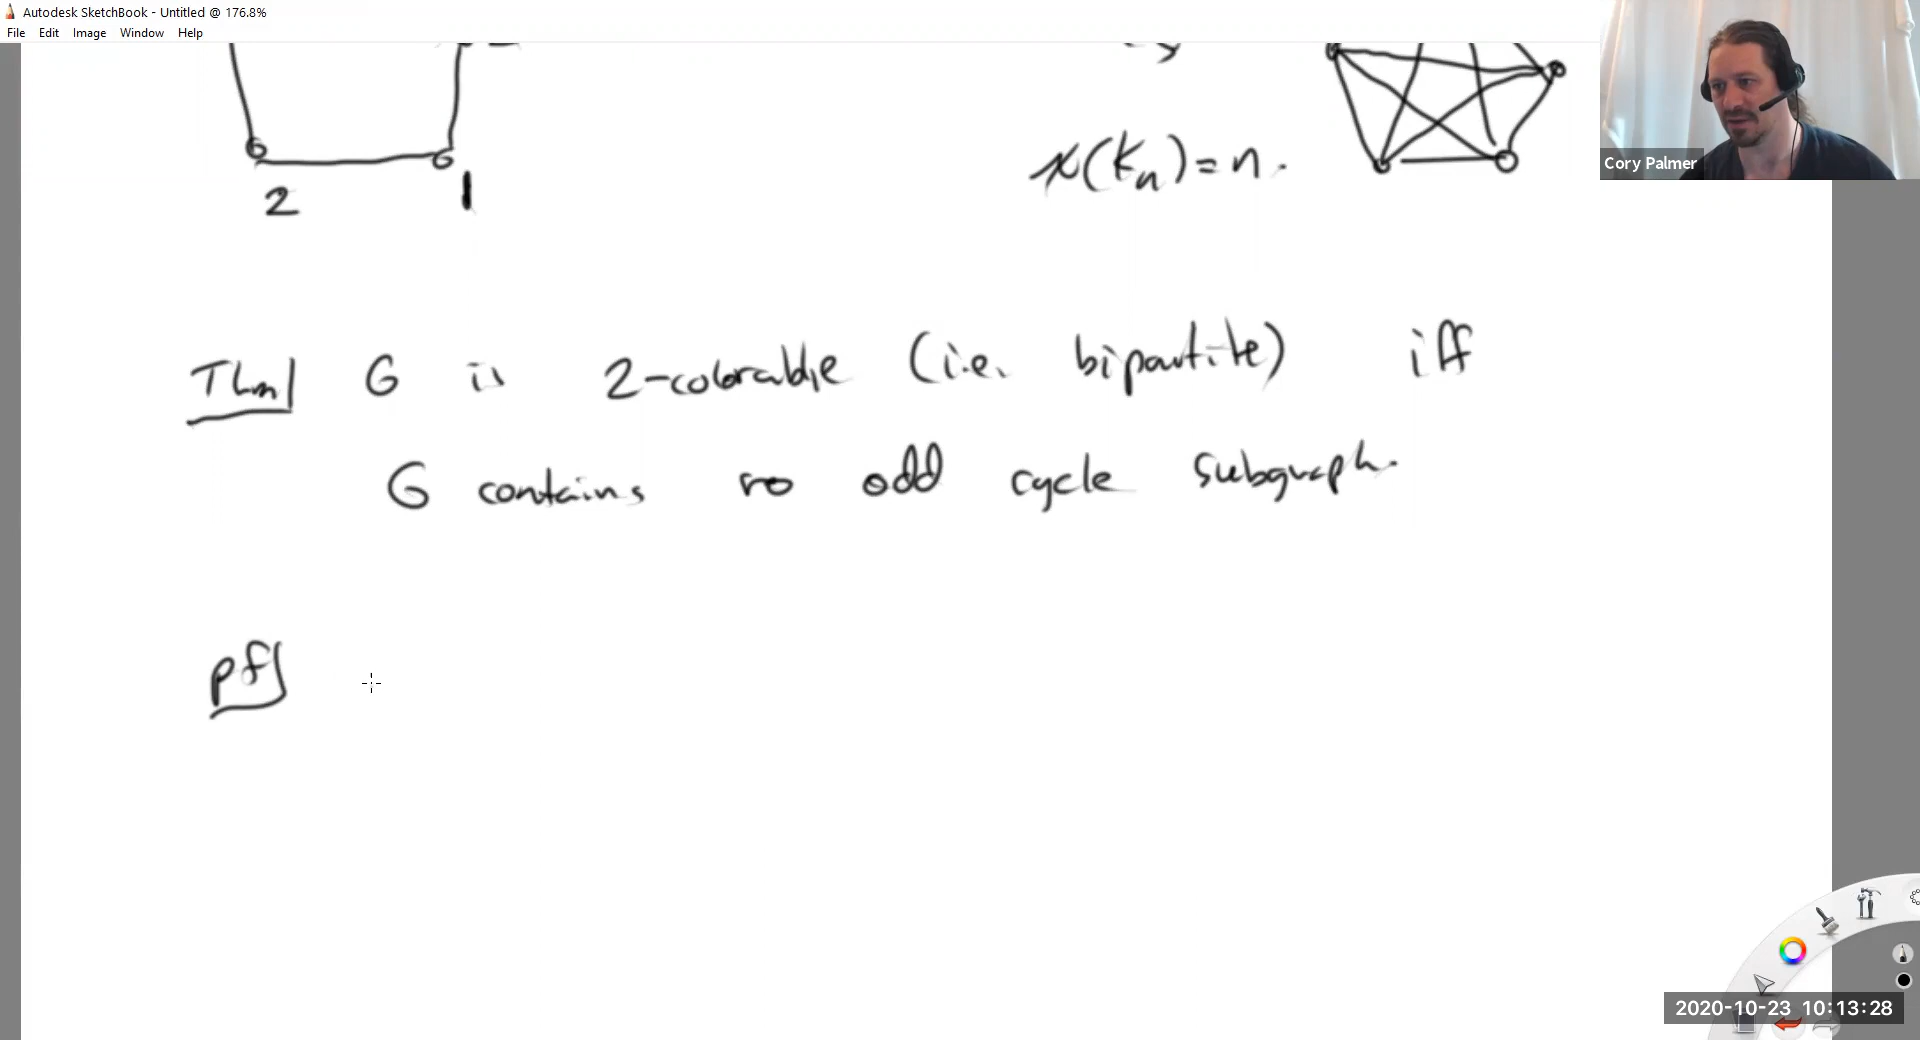 Autodesk SketchBook - Untitled @ 176.8%
File Edit Image Window Help
χ(Kn)=n.
Cory Palmer
2
1
Thm G is 2-colorable (i.e. bipartite) iff
G contains no odd cycle subgraph.
pf
2020-10-23 10:13:28